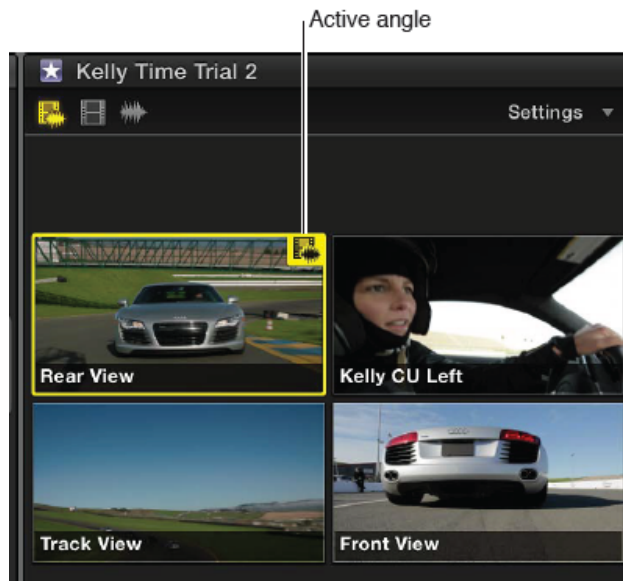 Active angle
Kelly Time Trial 2
Settings
Rear View
Kelly CU Left
Track View
Front View